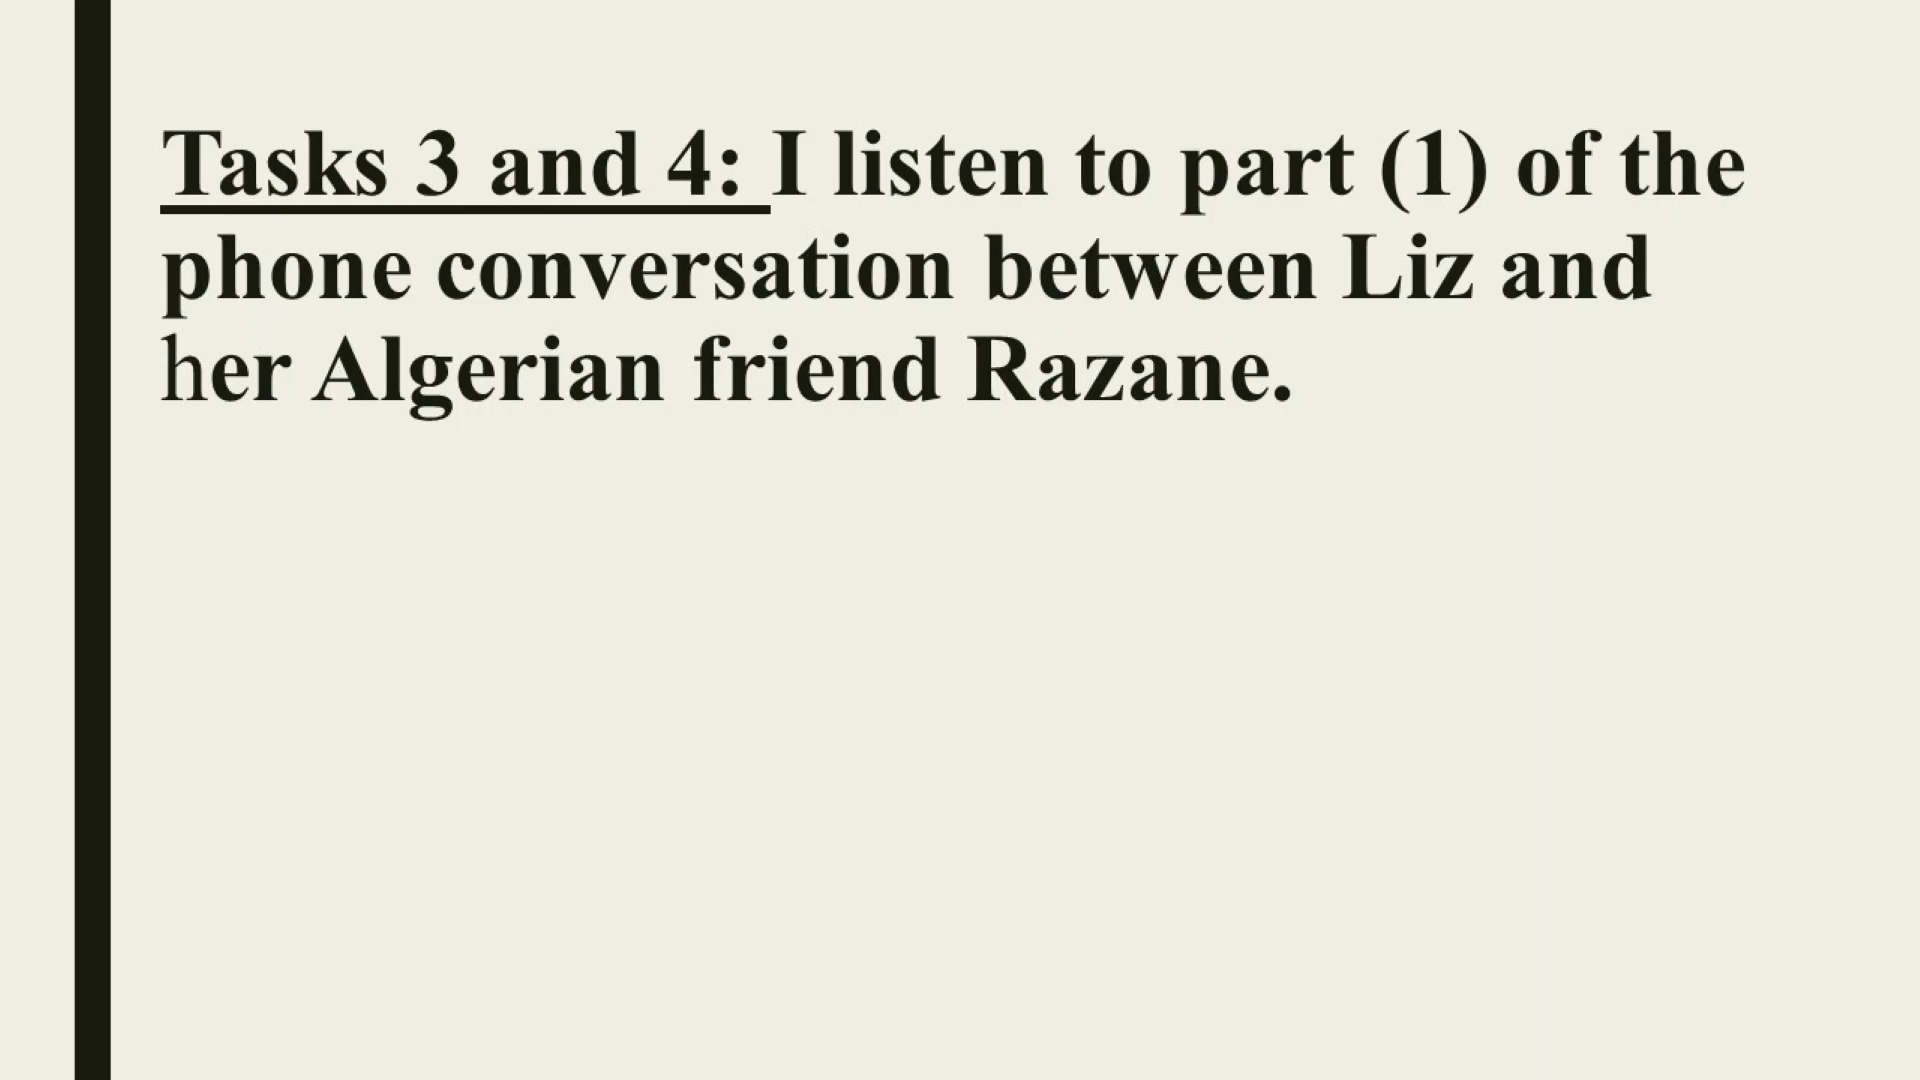 Tasks 3 and 4: I listen to part (1) of the
phone conversation between Liz and
her Algerian friend Razane.